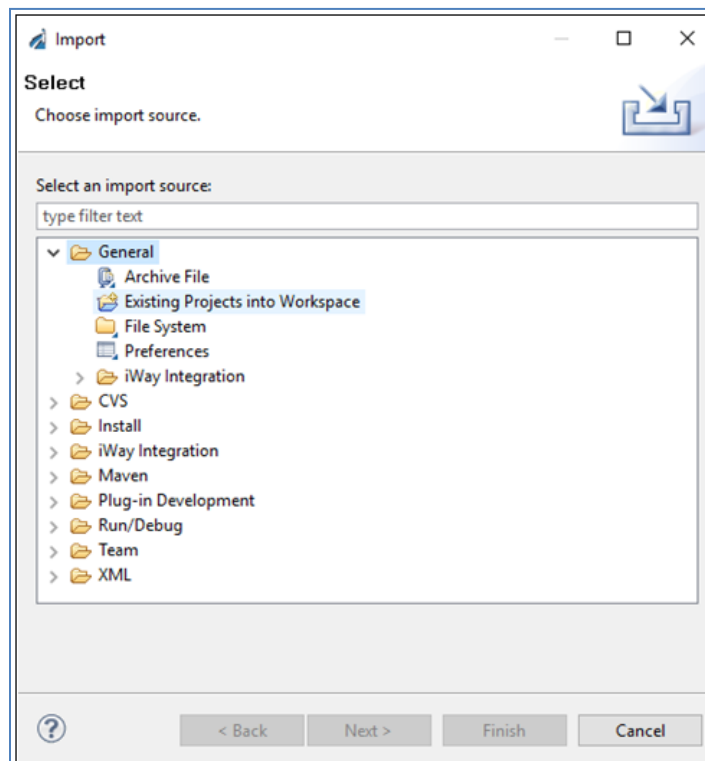 Import
Select
Choose import source.
Select an import source:
type filter text
General
Archive File
Existing Projects into Workspace
File System
Preferences
iWay Integration
CVS
Install
iWay Integration
Maven
Plug-in Development
Run/Debug
Team
XML
? < Back Next > Finish Cancel